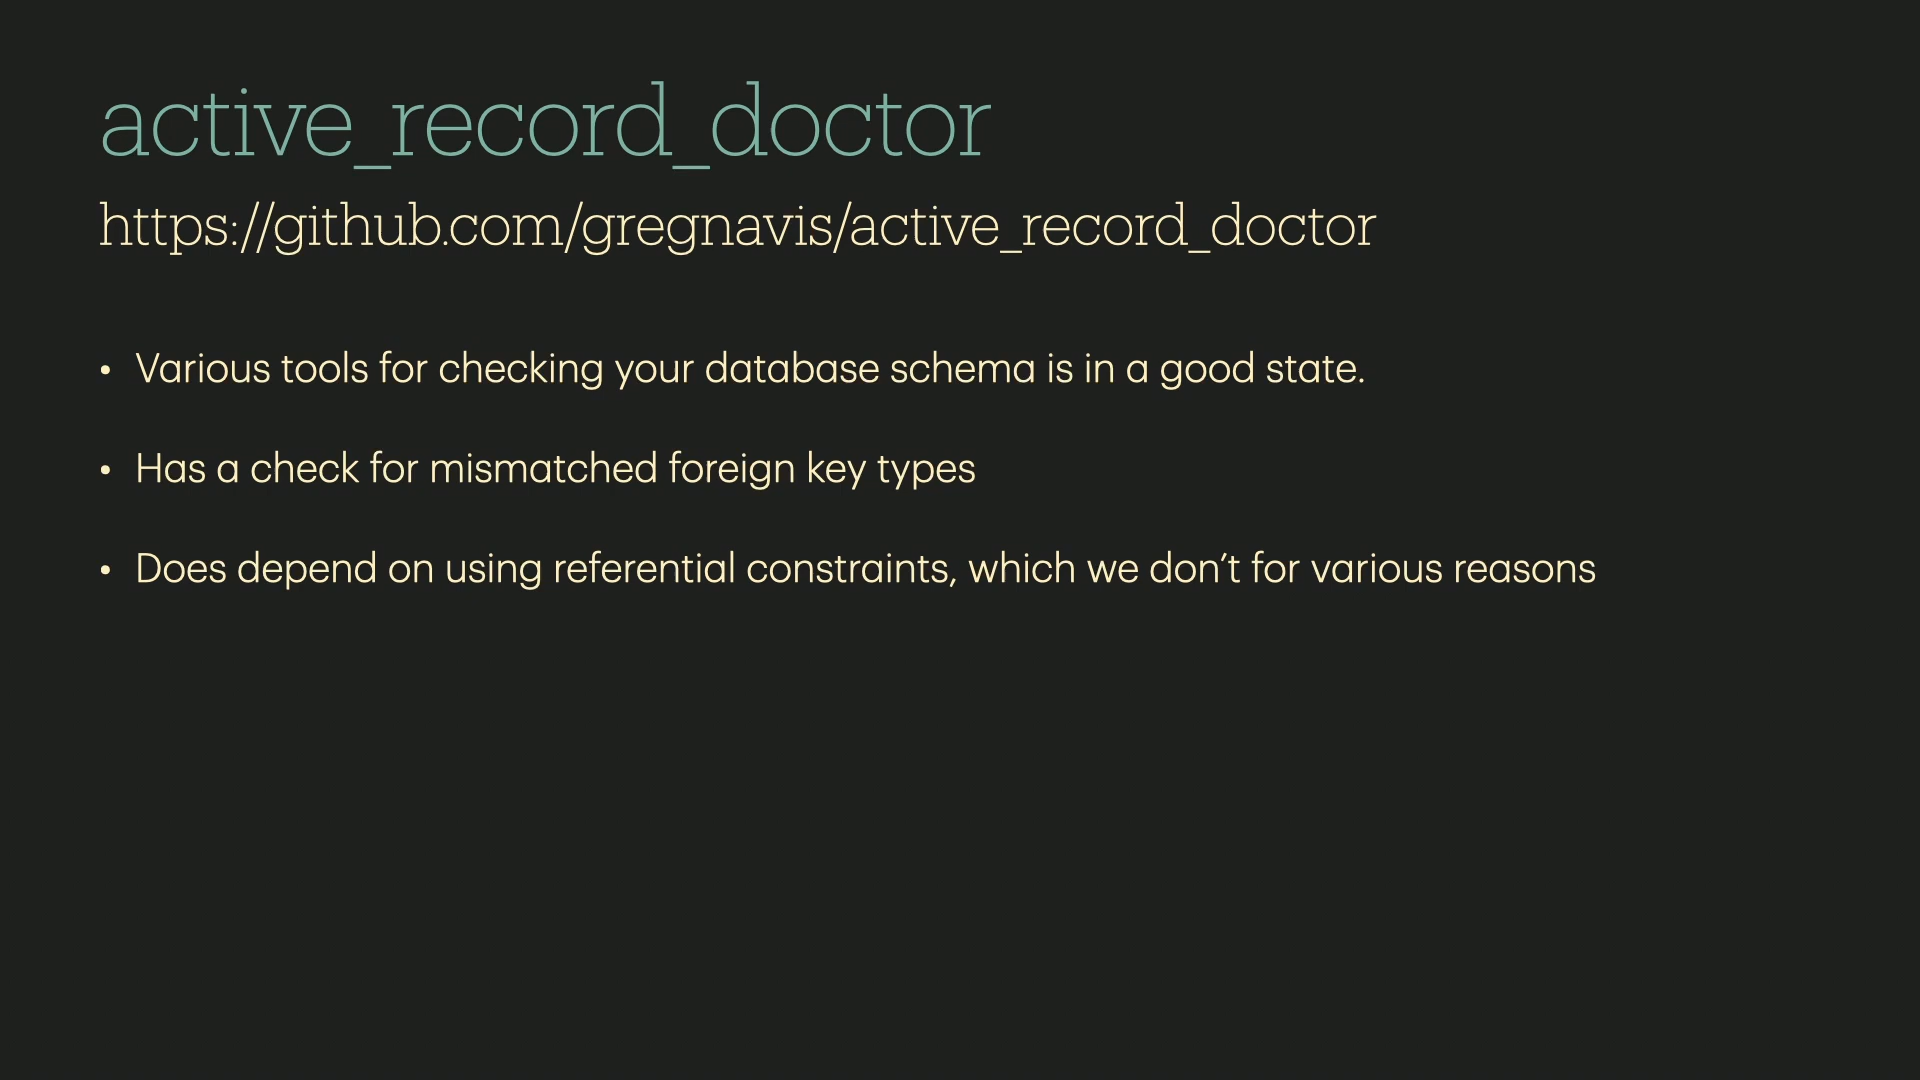 active_record_doctor
https://github.com/gregnavis/active_record_doctor
• Various tools for checking your database schema is in a good state.
• Has a check for mismatched foreign key types
• Does depend on using referential constraints, which we don’t for various reasons